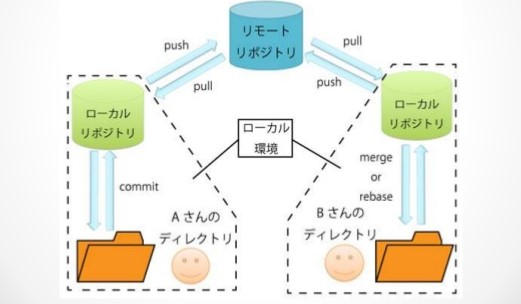 リモート
リポジトリ
push
pull
pull
push
ローカル
リポジトリ
ローカル
リポジトリ
ローカル
環境
commit
merge
or
rebase
Aさんの
ディレクトリ
Bさんの
ディレクトリ